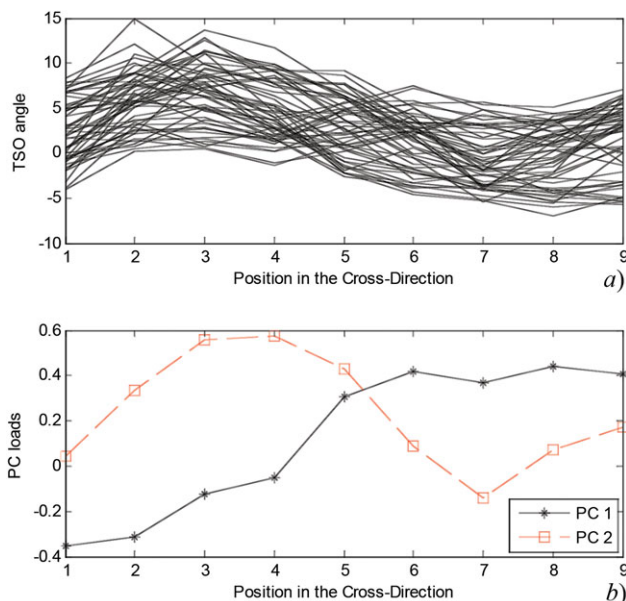 15
10
5
0
-5
-10
TSO angle
1 2 3 4 5 6 7 8 9
Position in the Cross-Direction
a)
0.6
0.4
0.2
0
-0.2
-0.4
PC loads
PC 1
PC 2
1 2 3 4 5 6 7 8 9
Position in the Cross-Direction
b)